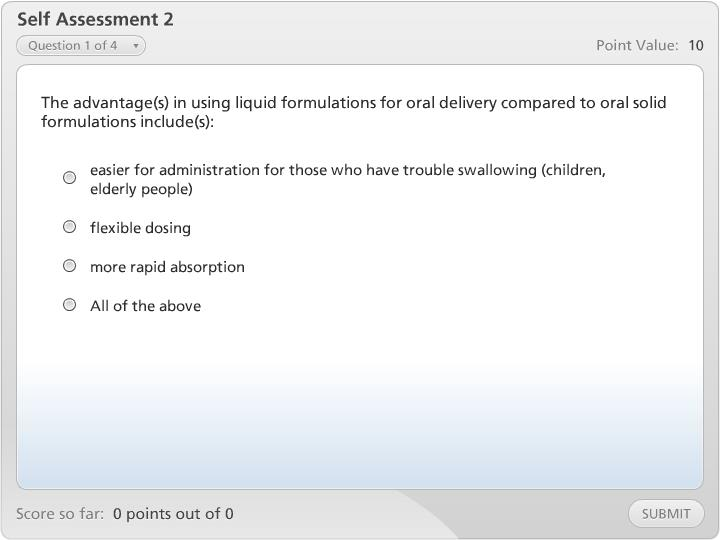 Self Assessment 2
Question 1 of 4
Point Value: 10
The advantage(s) in using liquid formulations for oral delivery compared to oral solid
formulations include(s):
easier for administration for those who have trouble swallowing (children,
elderly people)
flexible dosing
more rapid absorption
All of the above
Score so far: 0 points out of 0
SUBMIT